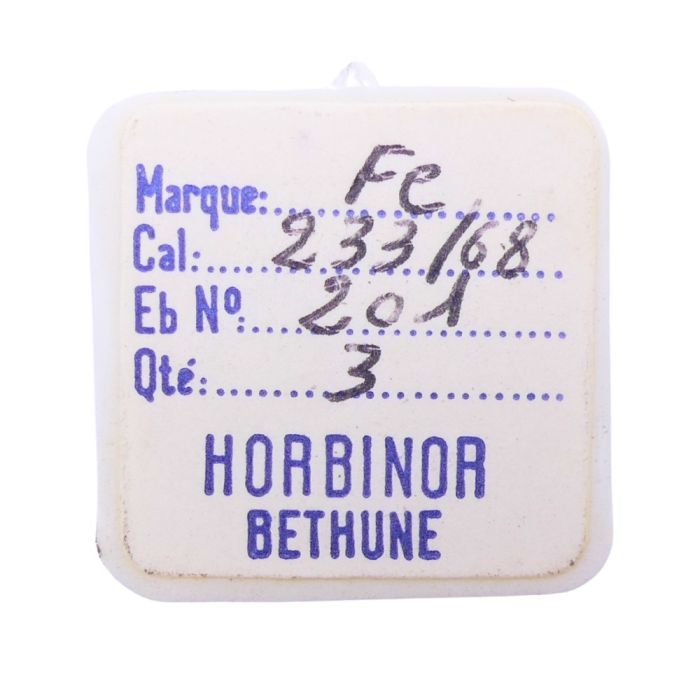 Marque: Fe
Cal: 233/68
Eb Nº: 201
Qté: 3
HORBINOR
BETHUNE